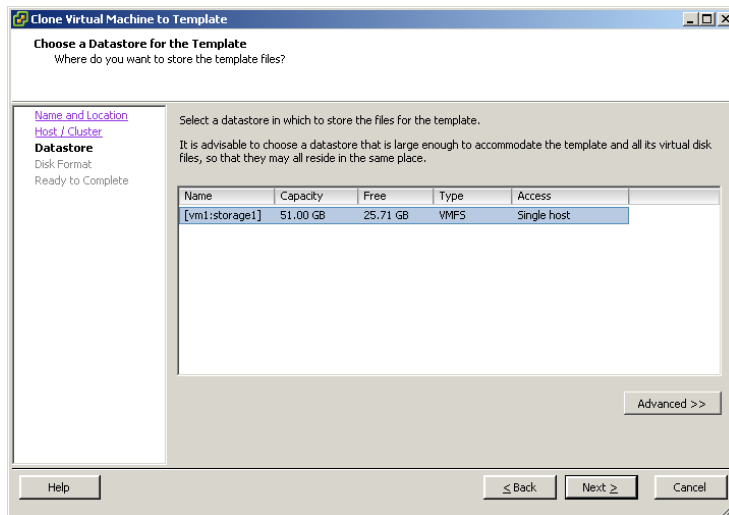 Clone Virtual Machine to Template
Choose a Datastore for the Template
Where do you want to store the template files?
Name and Location
Host / Cluster
Datastore
Disk Format
Ready to Complete
Select a datastore in which to store the files for the template.
It is advisable to choose a datastore that is large enough to accommodate the template and all its virtual disk
files, so that they may all reside in the same place.
Name Capacity Free Type Access
[vm1:storage1] 51.00 GB 25.71 GB VMFS Single host
Advanced >>
Help < Back Next > Cancel